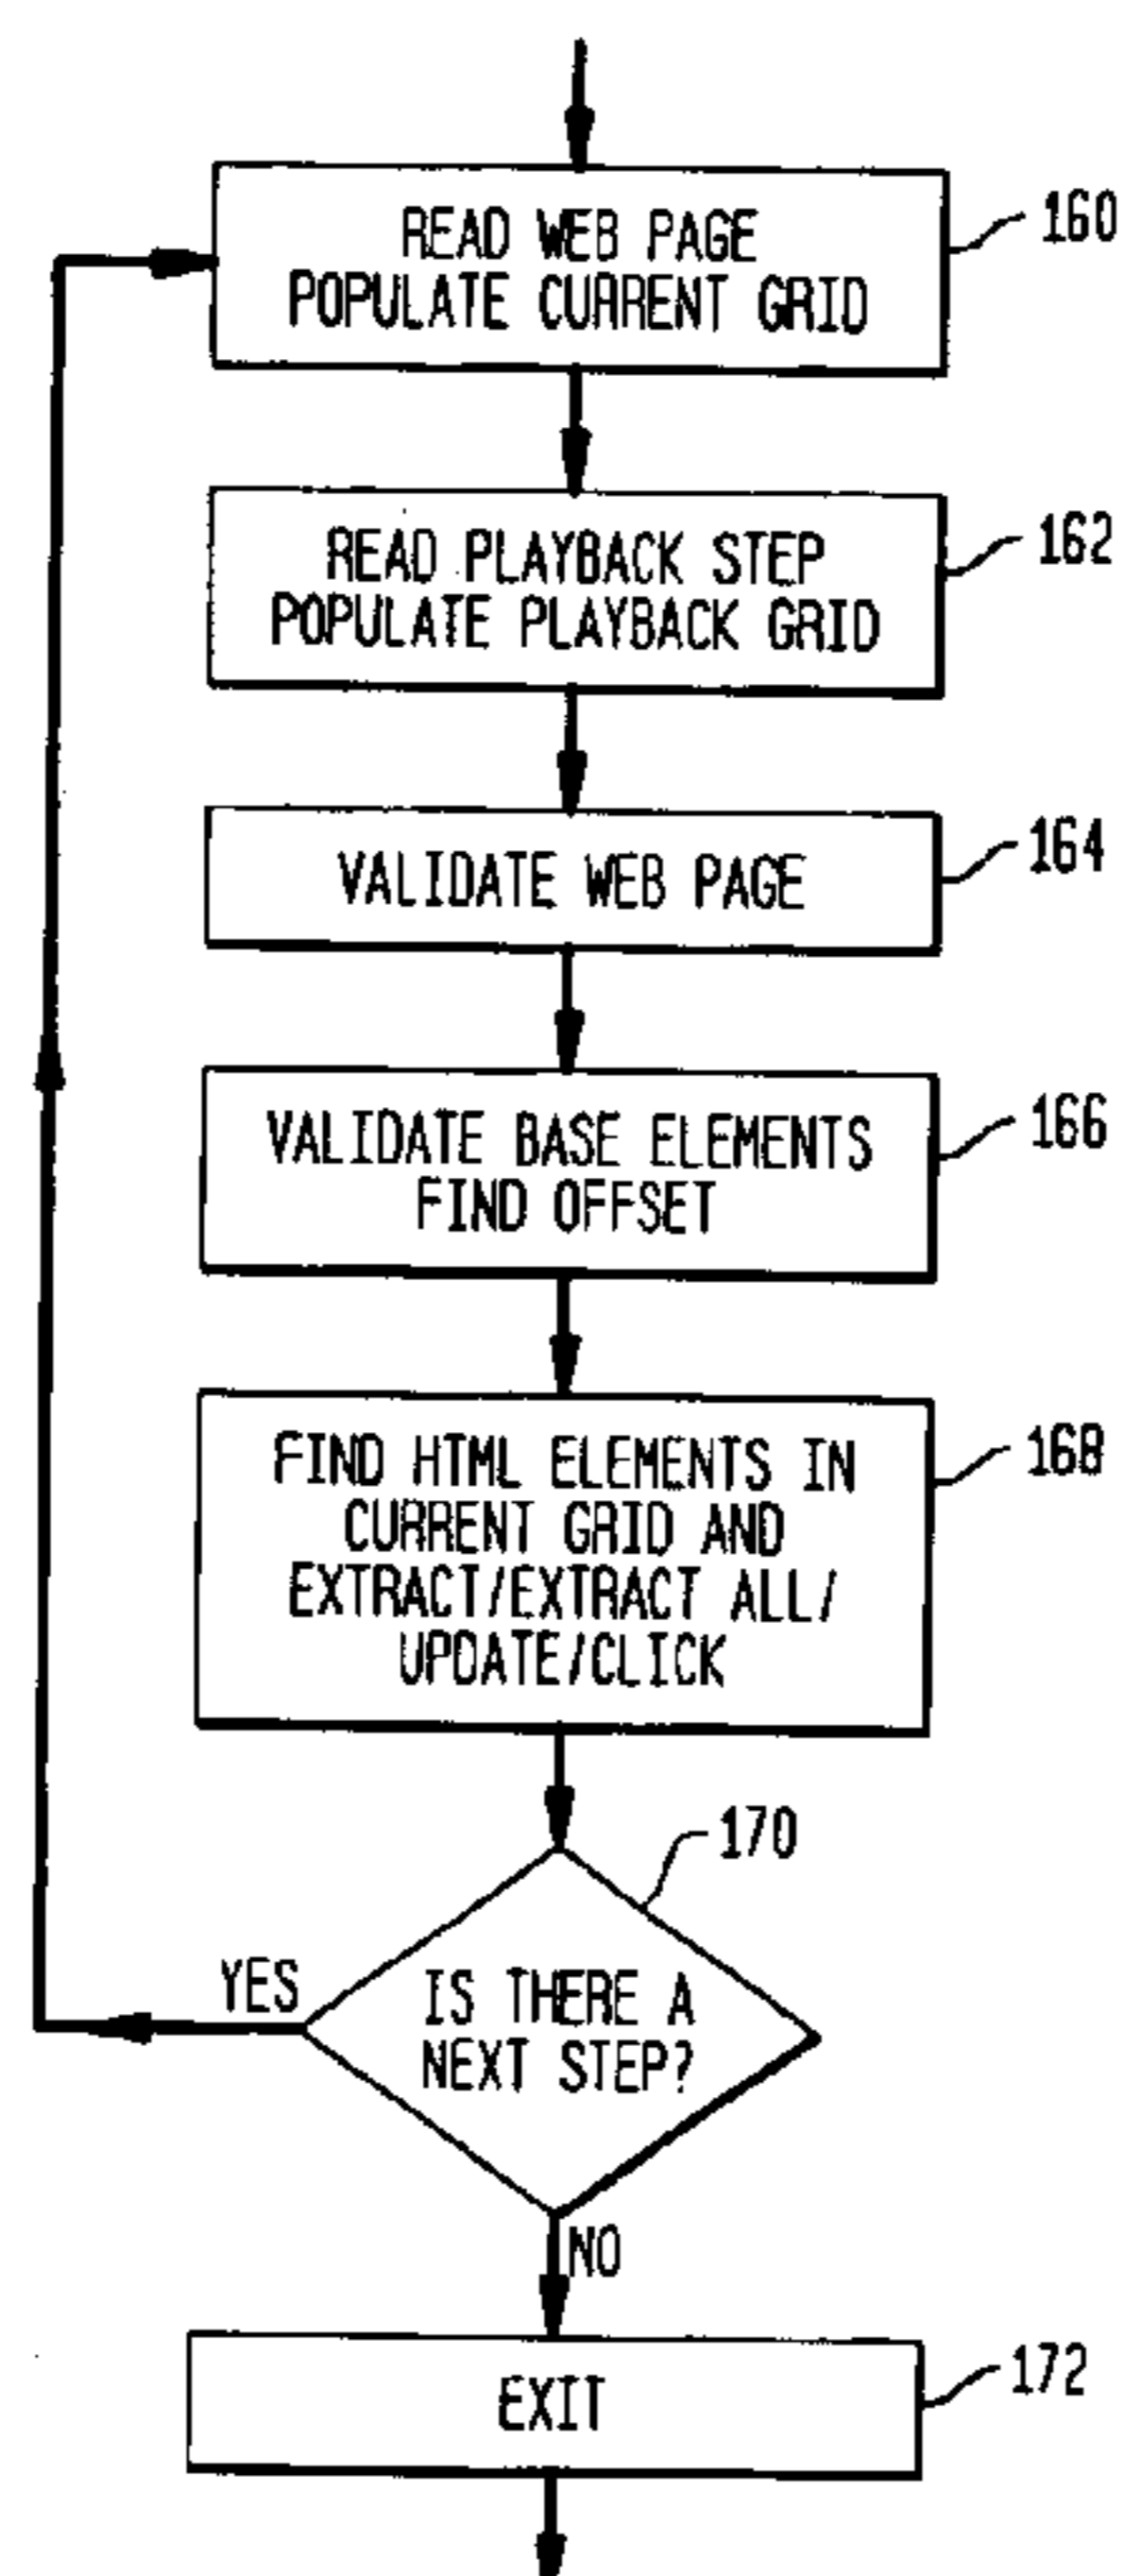 READ WEB PAGE
POPULATE CURRENT GRID
160
READ PLAYBACK STEP
POPULATE PLAYBACK GRID
162
VALIDATE WEB PAGE
164
VALIDATE BASE ELEMENTS
FIND OFFSET
166
FIND HTML ELEMENTS IN
CURRENT GRID AND
EXTRACT/EXTRACT ALL/
UPDATE/CLICK
168
170
YES
IS THERE A
NEXT STEP?
NO
EXIT
172